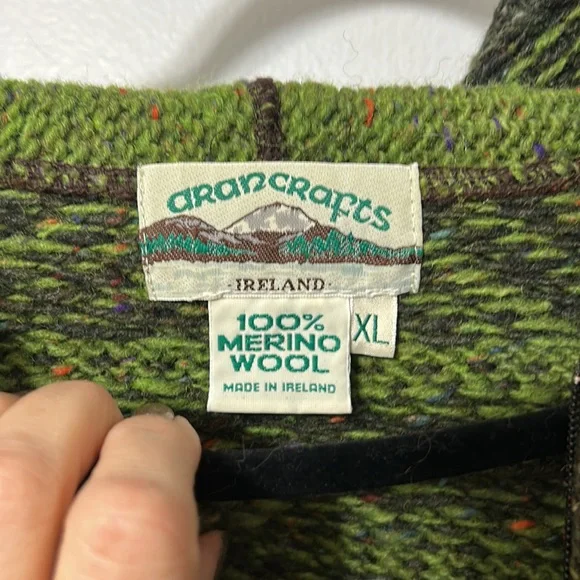 arancrafts
·IRELAND·
100%
MERINO
WOOL
MADE IN IRELAND
XL